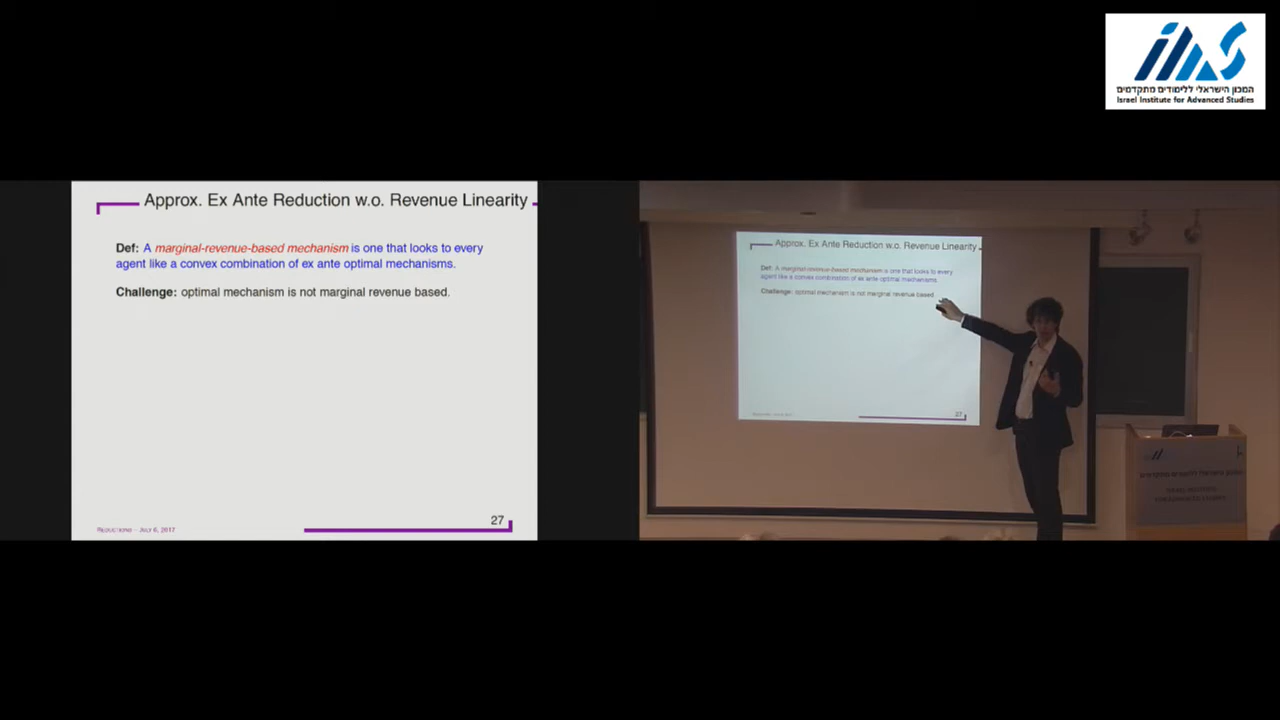 המכון הישראלי ללימודים מתקדמים
Israel Institute for Advanced Studies
Approx. Ex Ante Reduction w.o. Revenue Linearity
Def: A marginal-revenue-based mechanism is one that looks to every
agent like a convex combination of ex ante optimal mechanisms.
Challenge: optimal mechanism is not marginal revenue based.
REDUCTIONS – JULY 6, 2017
27
Approx. Ex Ante Reduction w.o. Revenue Linearity
Def: A marginal-revenue-based mechanism is one that looks to every
agent like a convex combination of ex ante optimal mechanisms.
Challenge: optimal mechanism is not marginal revenue based.
27